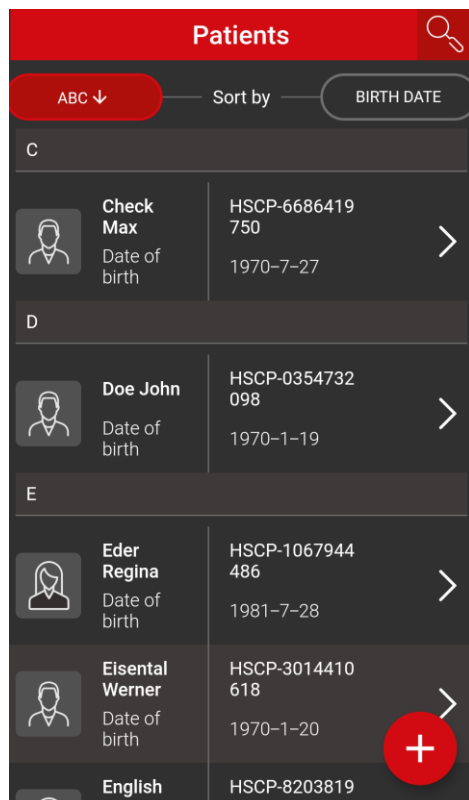 Patients
ABC ↓
Sort by
BIRTH DATE
C
Check
Max
HSCP-6686419
750
Date of
birth
1970–7–27
D
Doe John
HSCP-0354732
098
Date of
birth
1970–1–19
E
Eder
Regina
HSCP-1067944
486
Date of
birth
1981–7–28
Eisental
Werner
HSCP-3014410
618
Date of
birth
1970–1–20
English
HSCP-8203819